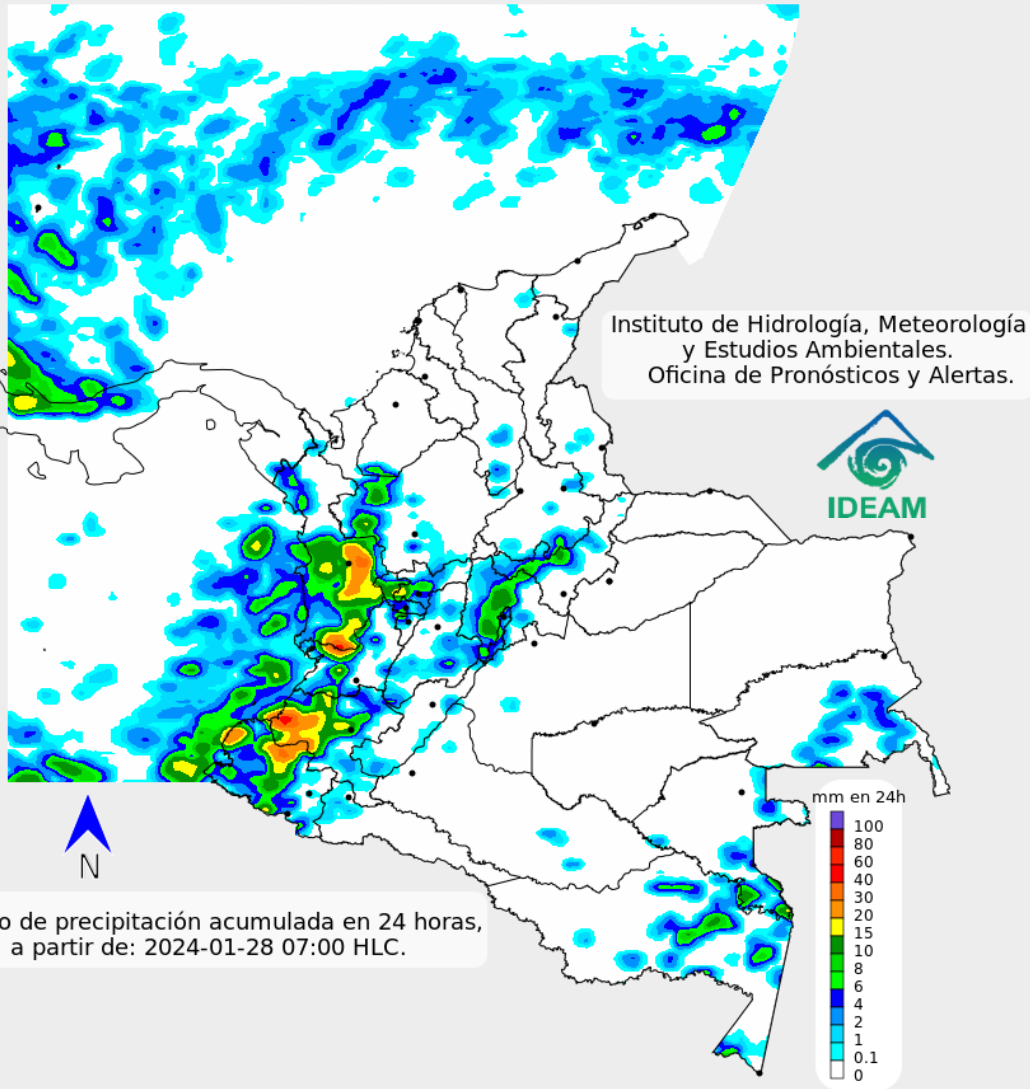 Instituto de Hidrología, Meteorología
y Estudios Ambientales.
Oficina de Pronósticos y Alertas.
IDEAM
mm en 24h
100
80
60
40
30
20
15
10
8
6
4
2
1
0.1
0
N
o de precipitación acumulada en 24 horas,
a partir de: 2024-01-28 07:00 HLC.